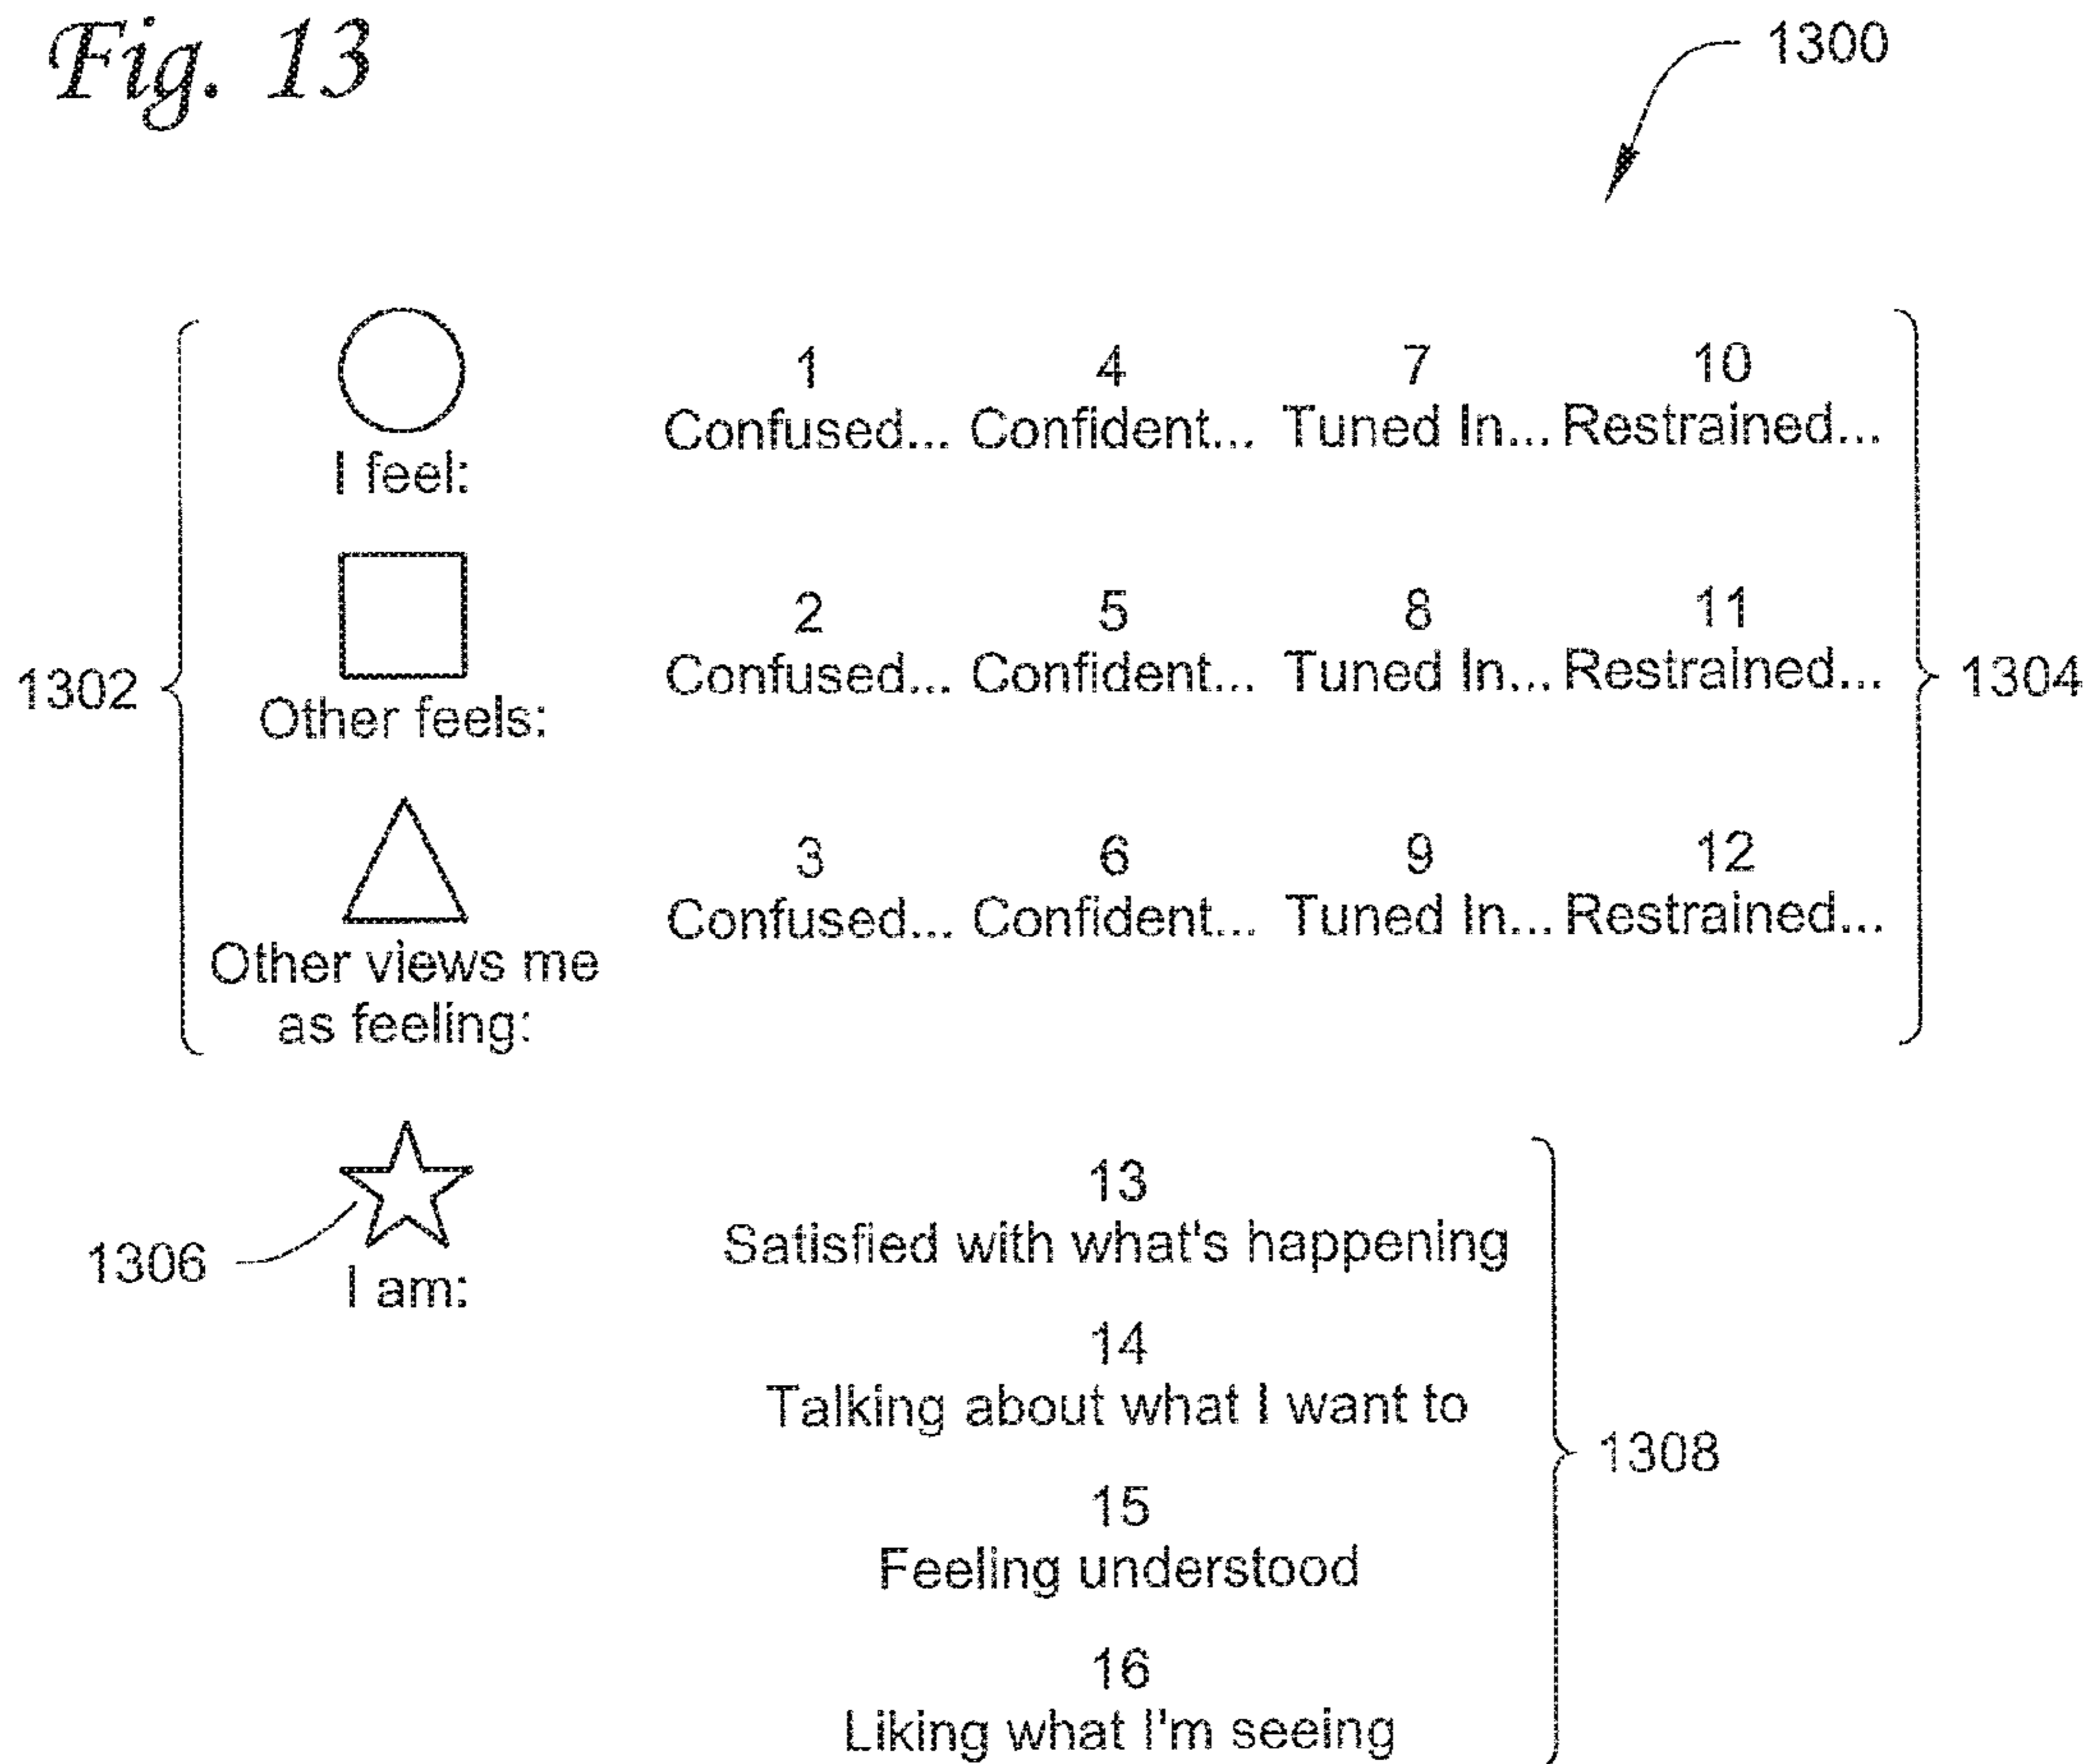 Fig. 13
1300
1 4 7 10
Confused... Confident... Tuned In... Restrained...
I feel:
2 5 8 11
1302 Confused... Confident... Tuned In... Restrained... 1304
Other feels:
3 6 9 12
Confused... Confident... Tuned In... Restrained...
Other views me
as feeling:
13
Satisfied with what's happening
1306
I am:
14
Talking about what I want to
1308
15
Feeling understood
16
Liking what I'm seeing